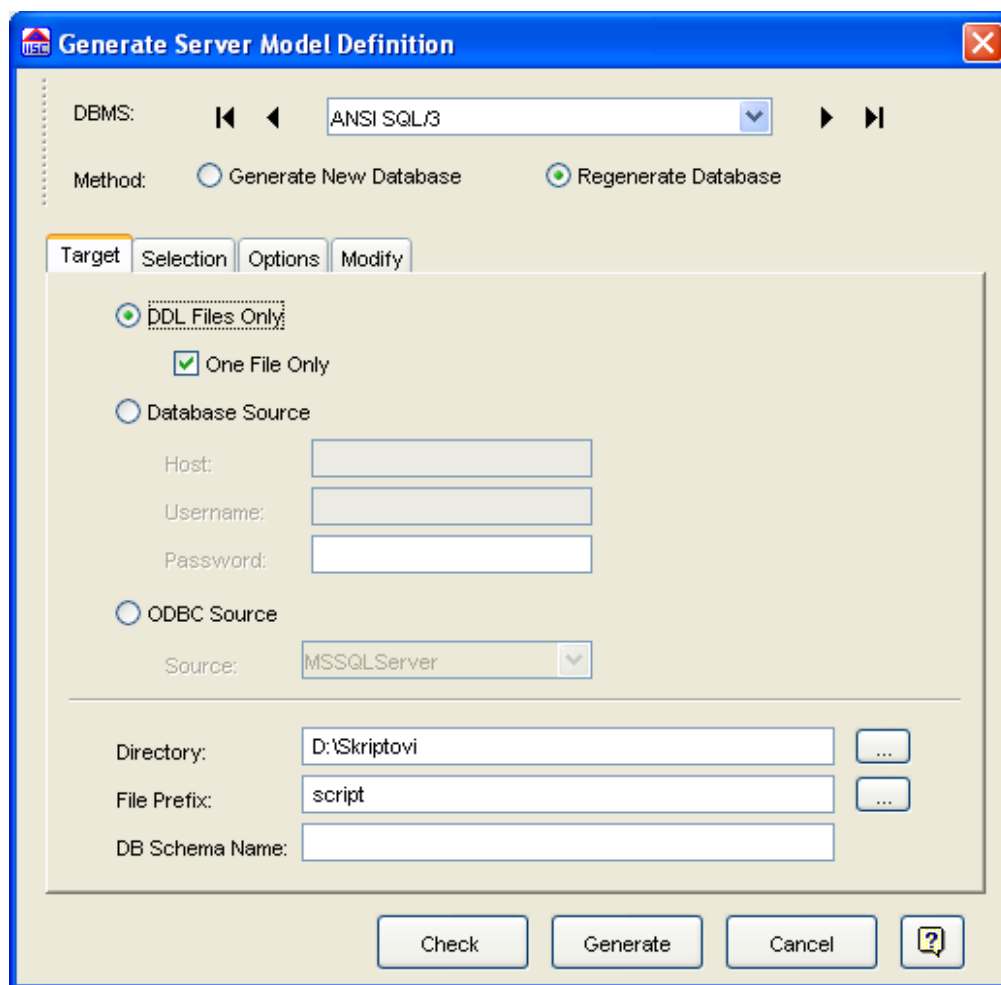 Generate Server Model Definition
DBMS: ANSI SQL/3
Method: Generate New Database Regenerate Database
Target Selection Options Modify
DDL Files Only
One File Only
Database Source
Host:
Username:
Password:
ODBC Source
Source: MSSQLServer
Directory: D:\Skriptovi ...
File Prefix: script ...
DB Schema Name:
Check Generate Cancel ?